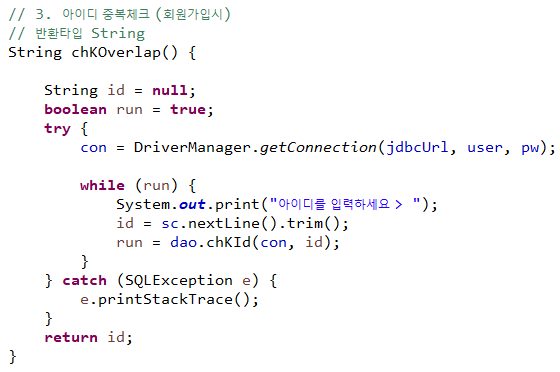 // 3. 아이디 중복체크 (회원가입시)
// 반환타입 String
String chKOverlap() {
String id = null;
boolean run = true;
try {
con = DriverManager.getConnection(jdbcUrl, user, pw);
while (run) {
System.out.print("아이디를 입력하세요 > ");
id = sc.nextLine().trim();
run = dao.chKId(con, id);
}
} catch (SQLException e) {
e.printStackTrace();
}
return id;
}